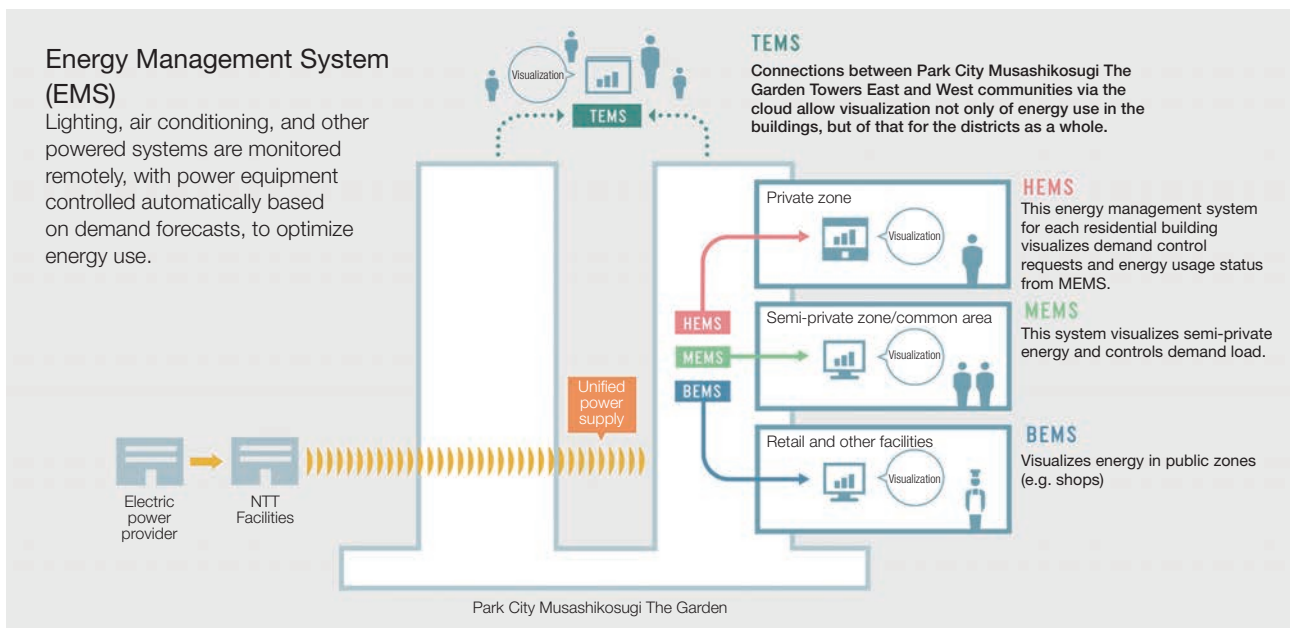 Energy Management System
(EMS)
Lighting, air conditioning, and other
powered systems are monitored
remotely, with power equipment
controlled automatically based
on demand forecasts, to optimize
energy use.
Visualization
TEMS
TEMS
Connections between Park City Musashikosugi The
Garden Towers East and West communities via the
cloud allow visualization not only of energy use in the
buildings, but of that for the districts as a whole.
Private zone
Visualization
HEMS
This energy management system
for each residential building
visualizes demand control
requests and energy usage status
from MEMS.
HEMS
MEMS
BEMS
Semi-private zone/common area
Visualization
MEMS
This system visualizes semi-private
energy and controls demand load.
Unified
power
supply
Retail and other facilities
Visualization
BEMS
Visualizes energy in public zones
(e.g. shops)
Electric
power
provider
NTT
Facilities
Park City Musashikosugi The Garden